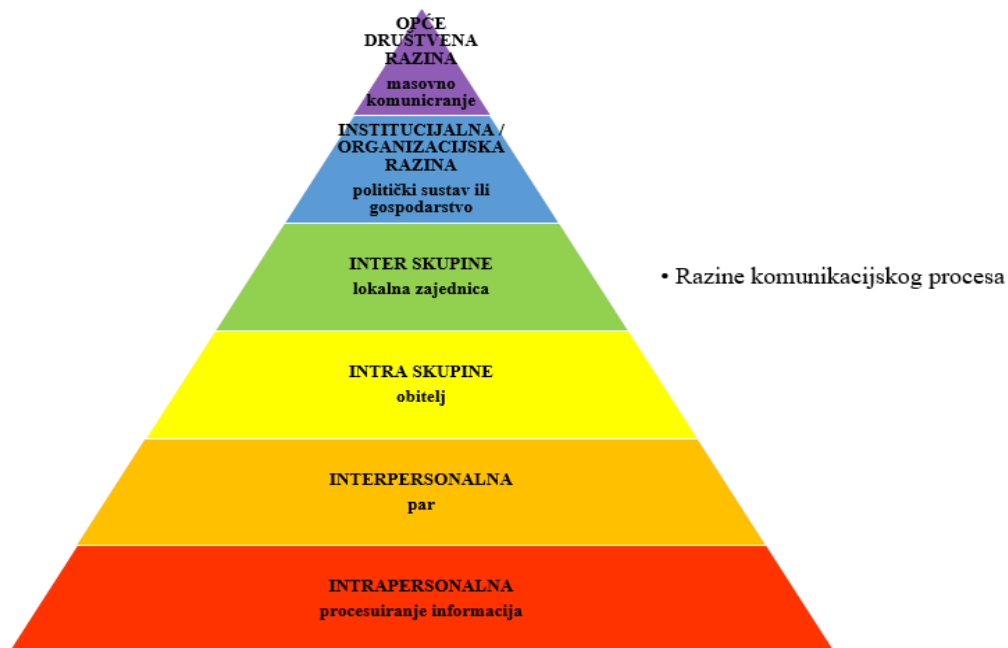 OPĆE
DRUŠTVENA
RAZINA
masovno
komunicranje
INSTITUCIJALNA /
ORGANIZACIJSKA
RAZINA
politički sustav ili
gospodarstvo
INTER SKUPINE
lokalna zajednica
• Razine komunikacijskog procesa
INTRA SKUPINE
obitelj
INTERPERSONALNA
par
INTRAPERSONALNA
procesuiranje informacija